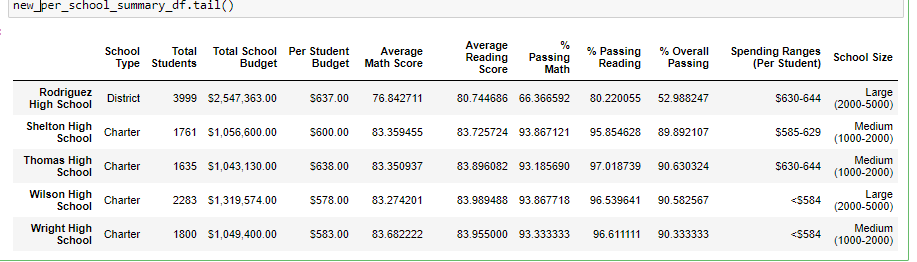 new_per_school_summary_df.tail()
School Type Total Students Total School Budget Per Student Budget Average Math Score Average Reading Score % Passing Math % Passing Reading % Overall Passing Spending Ranges (Per Student) School Size
Rodriguez High School District 3999 $2,547,363.00 $637.00 76.842711 80.744686 66.366592 80.220055 52.988247 $630-644 Large (2000-5000)
Shelton High School Charter 1761 $1,056,600.00 $600.00 83.359455 83.725724 93.867121 95.854628 89.892107 $585-629 Medium (1000-2000)
Thomas High School Charter 1635 $1,043,130.00 $638.00 83.350937 83.896082 93.185690 97.018739 90.630324 $630-644 Medium (1000-2000)
Wilson High School Charter 2283 $1,319,574.00 $578.00 83.274201 83.989488 93.867718 96.539641 90.582567 <$584 Large (2000-5000)
Wright High School Charter 1800 $1,049,400.00 $583.00 83.682222 83.955000 93.333333 96.611111 90.333333 <$584 Medium (1000-2000)